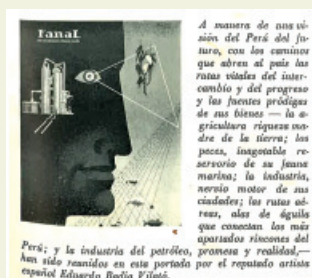 Fanal
A manera de una vi-
sión del Perú del fu-
turo, con los caminos
que abren al país las
rutas vitales del inter-
cambio y del progreso
y las fuentes pródigas
de sus bienes — la a-
gricultura riqueza ma-
dre de la tierra; los
peces, inagotable re-
servorio de su fauna
marina; la industria,
nervio motor de sus
ciudades; las rutas aé-
reas, alas de águila
que conectan los más
apartados rincones del
Perú; y la industria del petróleo, promesa y realidad,—
han sido reunidos en esta portada por el reputado artista
español Eduardo Badía Vilató.